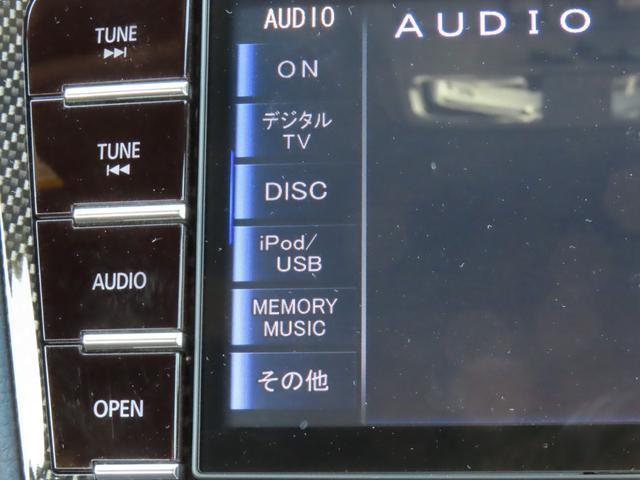 TUNE
AUDIO
AUDIO
ON
デジタル
TV
TUNE
DISC
iPod/
USB
AUDIO
MEMORY
MUSIC
その他
OPEN